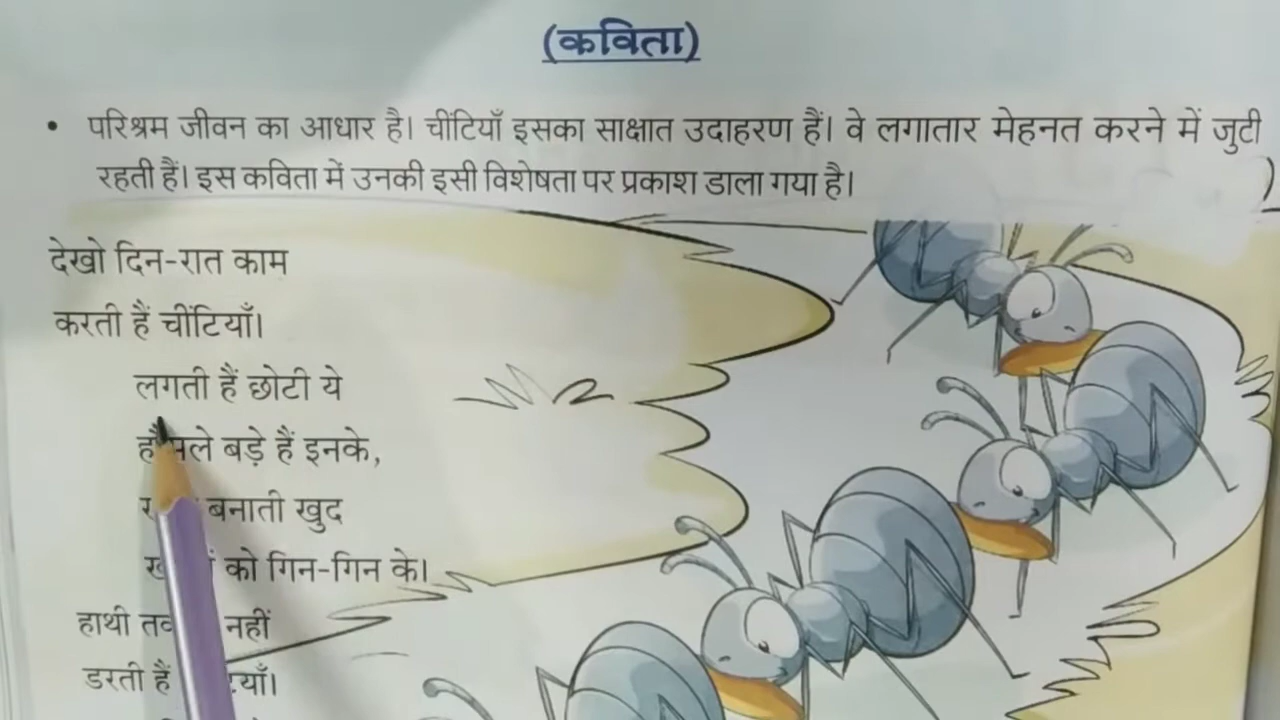 (कविता)
• परिश्रम जीवन का आधार है। चींटियाँ इसका साक्षात उदाहरण हैं। वे लगातार मेहनत करने में जुटी
रहती हैं। इस कविता में उनकी इसी विशेषता पर प्रकाश डाला गया है।
देखो दिन-रात काम
करती हैं चींटियाँ।
लगती हैं छोटी ये
बड़े हैं इनके,
बनाती खुद
को गिन-गिन के।
हाथी नहीं
डरती हैं